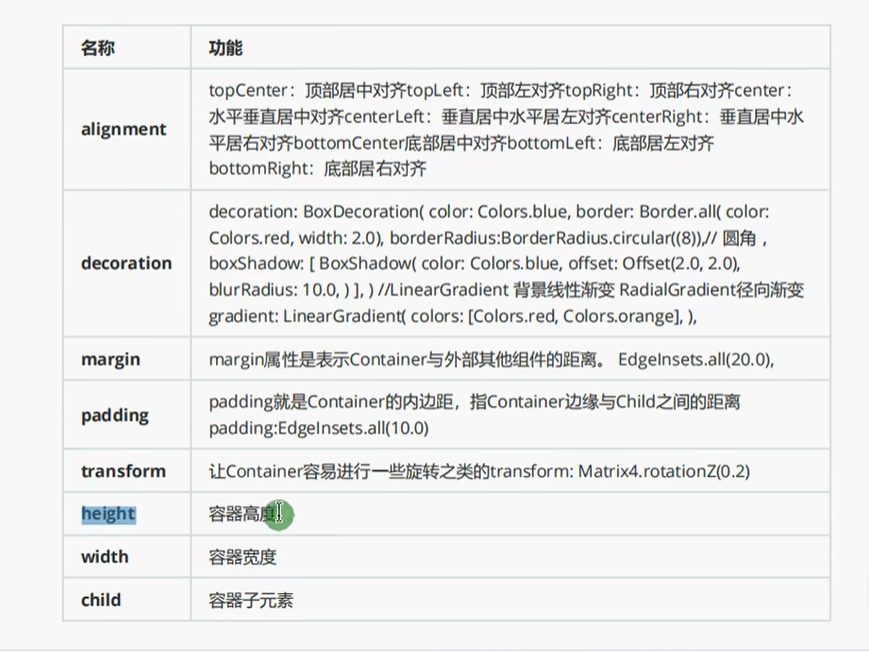 名称 功能
alignment
topCenter：顶部居中对齐topLeft：顶部左对齐topRight：顶部右对齐center：
水平垂直居中对齐centerLeft：垂直居中水平居左对齐centerRight：垂直居中水
平居右对齐bottomCenter底部居中对齐bottomLeft：底部居左对齐
bottomRight：底部居右对齐
decoration
decoration: BoxDecoration( color: Colors.blue, border: Border.all( color:
Colors.red, width: 2.0), borderRadius:BorderRadius.circular((8)),// 圆角 ,
boxShadow: [ BoxShadow( color: Colors.blue, offset: Offset(2.0, 2.0),
blurRadius: 10.0, ) ], ) //LinearGradient 背景线性渐变 RadialGradient径向渐变
gradient: LinearGradient( colors: [Colors.red, Colors.orange], ),
margin margin属性是表示Container与外部其他组件的距离。 EdgeInsets.all(20.0),
padding
padding就是Container的内边距，指Container边缘与Child之间的距离
padding:EdgeInsets.all(10.0)
transform 让Container容易进行一些旋转之类的transform: Matrix4.rotationZ(0.2)
height 容器高度
width 容器宽度
child 容器子元素